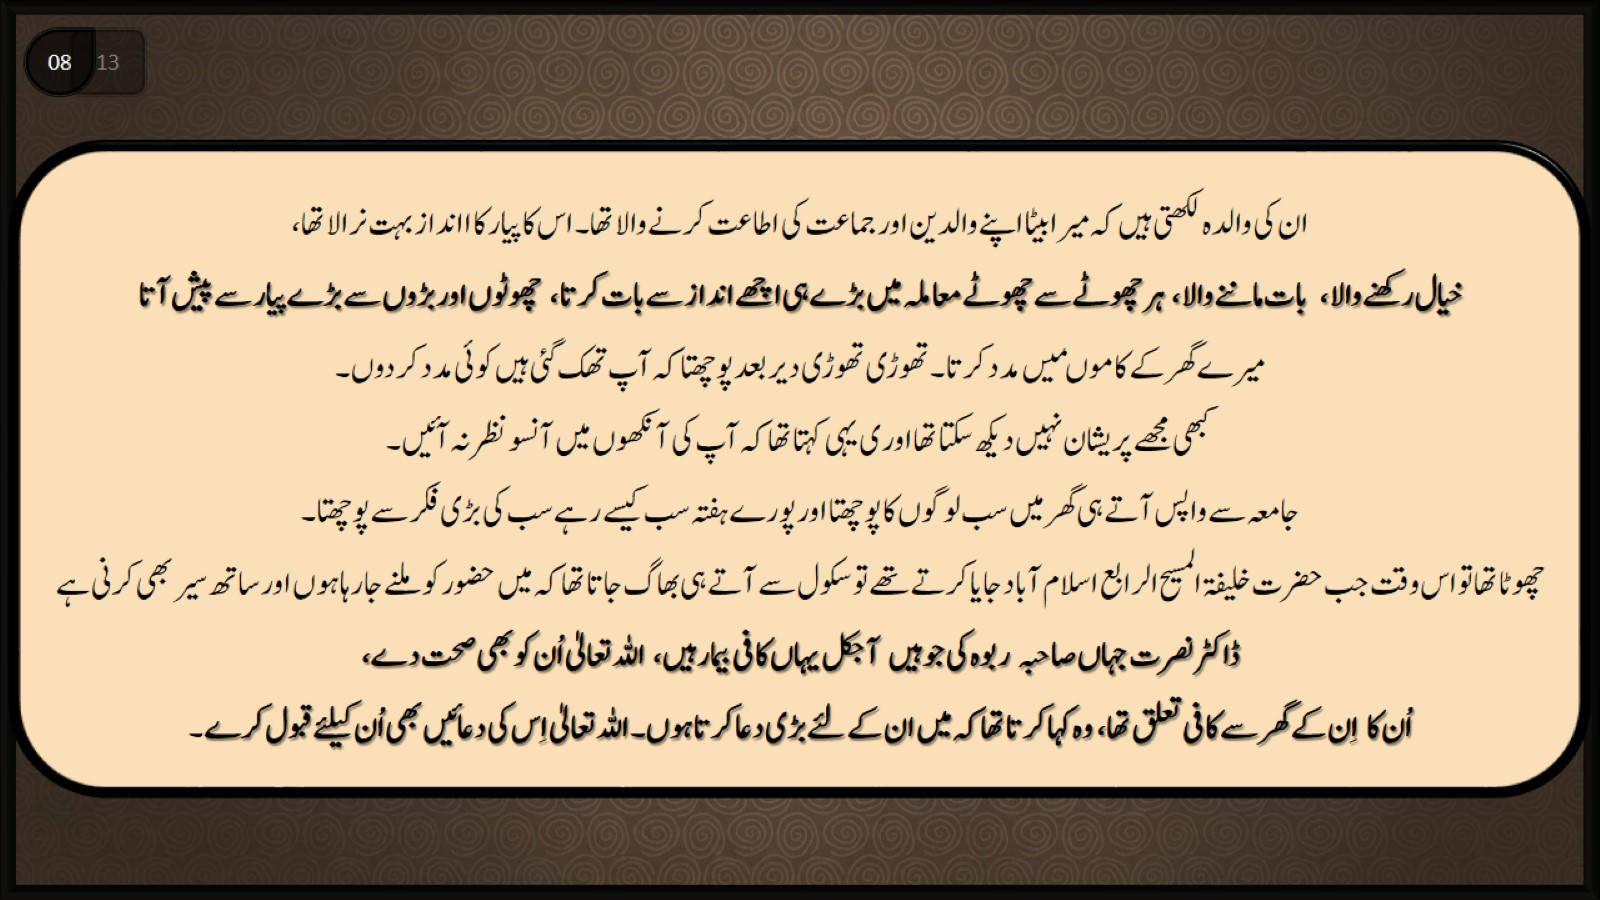 08 13
ان کی والدہ لکھتی ہیں کہ میرا بیٹا اپنے والدین اور جماعت کی اطاعت کرنے والا تھا۔ اس کا پیار کا اانداز بہت نرالا تھا،
خیال رکھنے والا، بات ماننے والا، ہر چھوٹے سے چھوٹے معاملہ میں بڑے ہی اچھے انداز سے بات کرتا، چھوٹوں اور بڑوں سے بڑے پیار سے پیش آتا
میرے گھر کے کاموں میں مدد کرتا۔ تھوڑی تھوڑی دیر بعد پوچھتا کہ آپ تھک گئی ہیں کوئی مدد کر دوں۔
کبھی مجھے پریشان نہیں دیکھ سکتا تھا اور ی یہی کہتا تھا کہ آپ کی آنکھوں میں آنسو نظر نہ آئیں۔
جامعہ سے واپس آتے ہی گھر میں سب لوگوں کا پوچھتا اور پورے ہفتہ سب کیسے رہے سب کی بڑی فکر سے پوچھتا۔
چھوٹا تھا تو اس وقت جب حضرت خلیفۃ المسیح الرابع اسلام آباد جایا کرتے تھے تو سکول سے آتے ہی بھاگ جاتا تھا کہ میں حضور کو ملنے جا رہا ہوں اور ساتھ سیر بھی کرنی ہے
ڈاکٹر نصرت جہاں صاحبہ ربوہ کی جو ہیں آجکل یہاں کافی بیمار ہیں، اللہ تعالیٰ اُن کو بھی صحت دے،
اُن کا اِن کے گھر سے کافی تعلق تھا، وہ کہا کرتا تھا کہ میں ان کے لئے بڑی دعا کرتا ہوں۔ اللہ تعالیٰ اِس کی دعائیں بھی اُن کیلئے قبول کرے۔